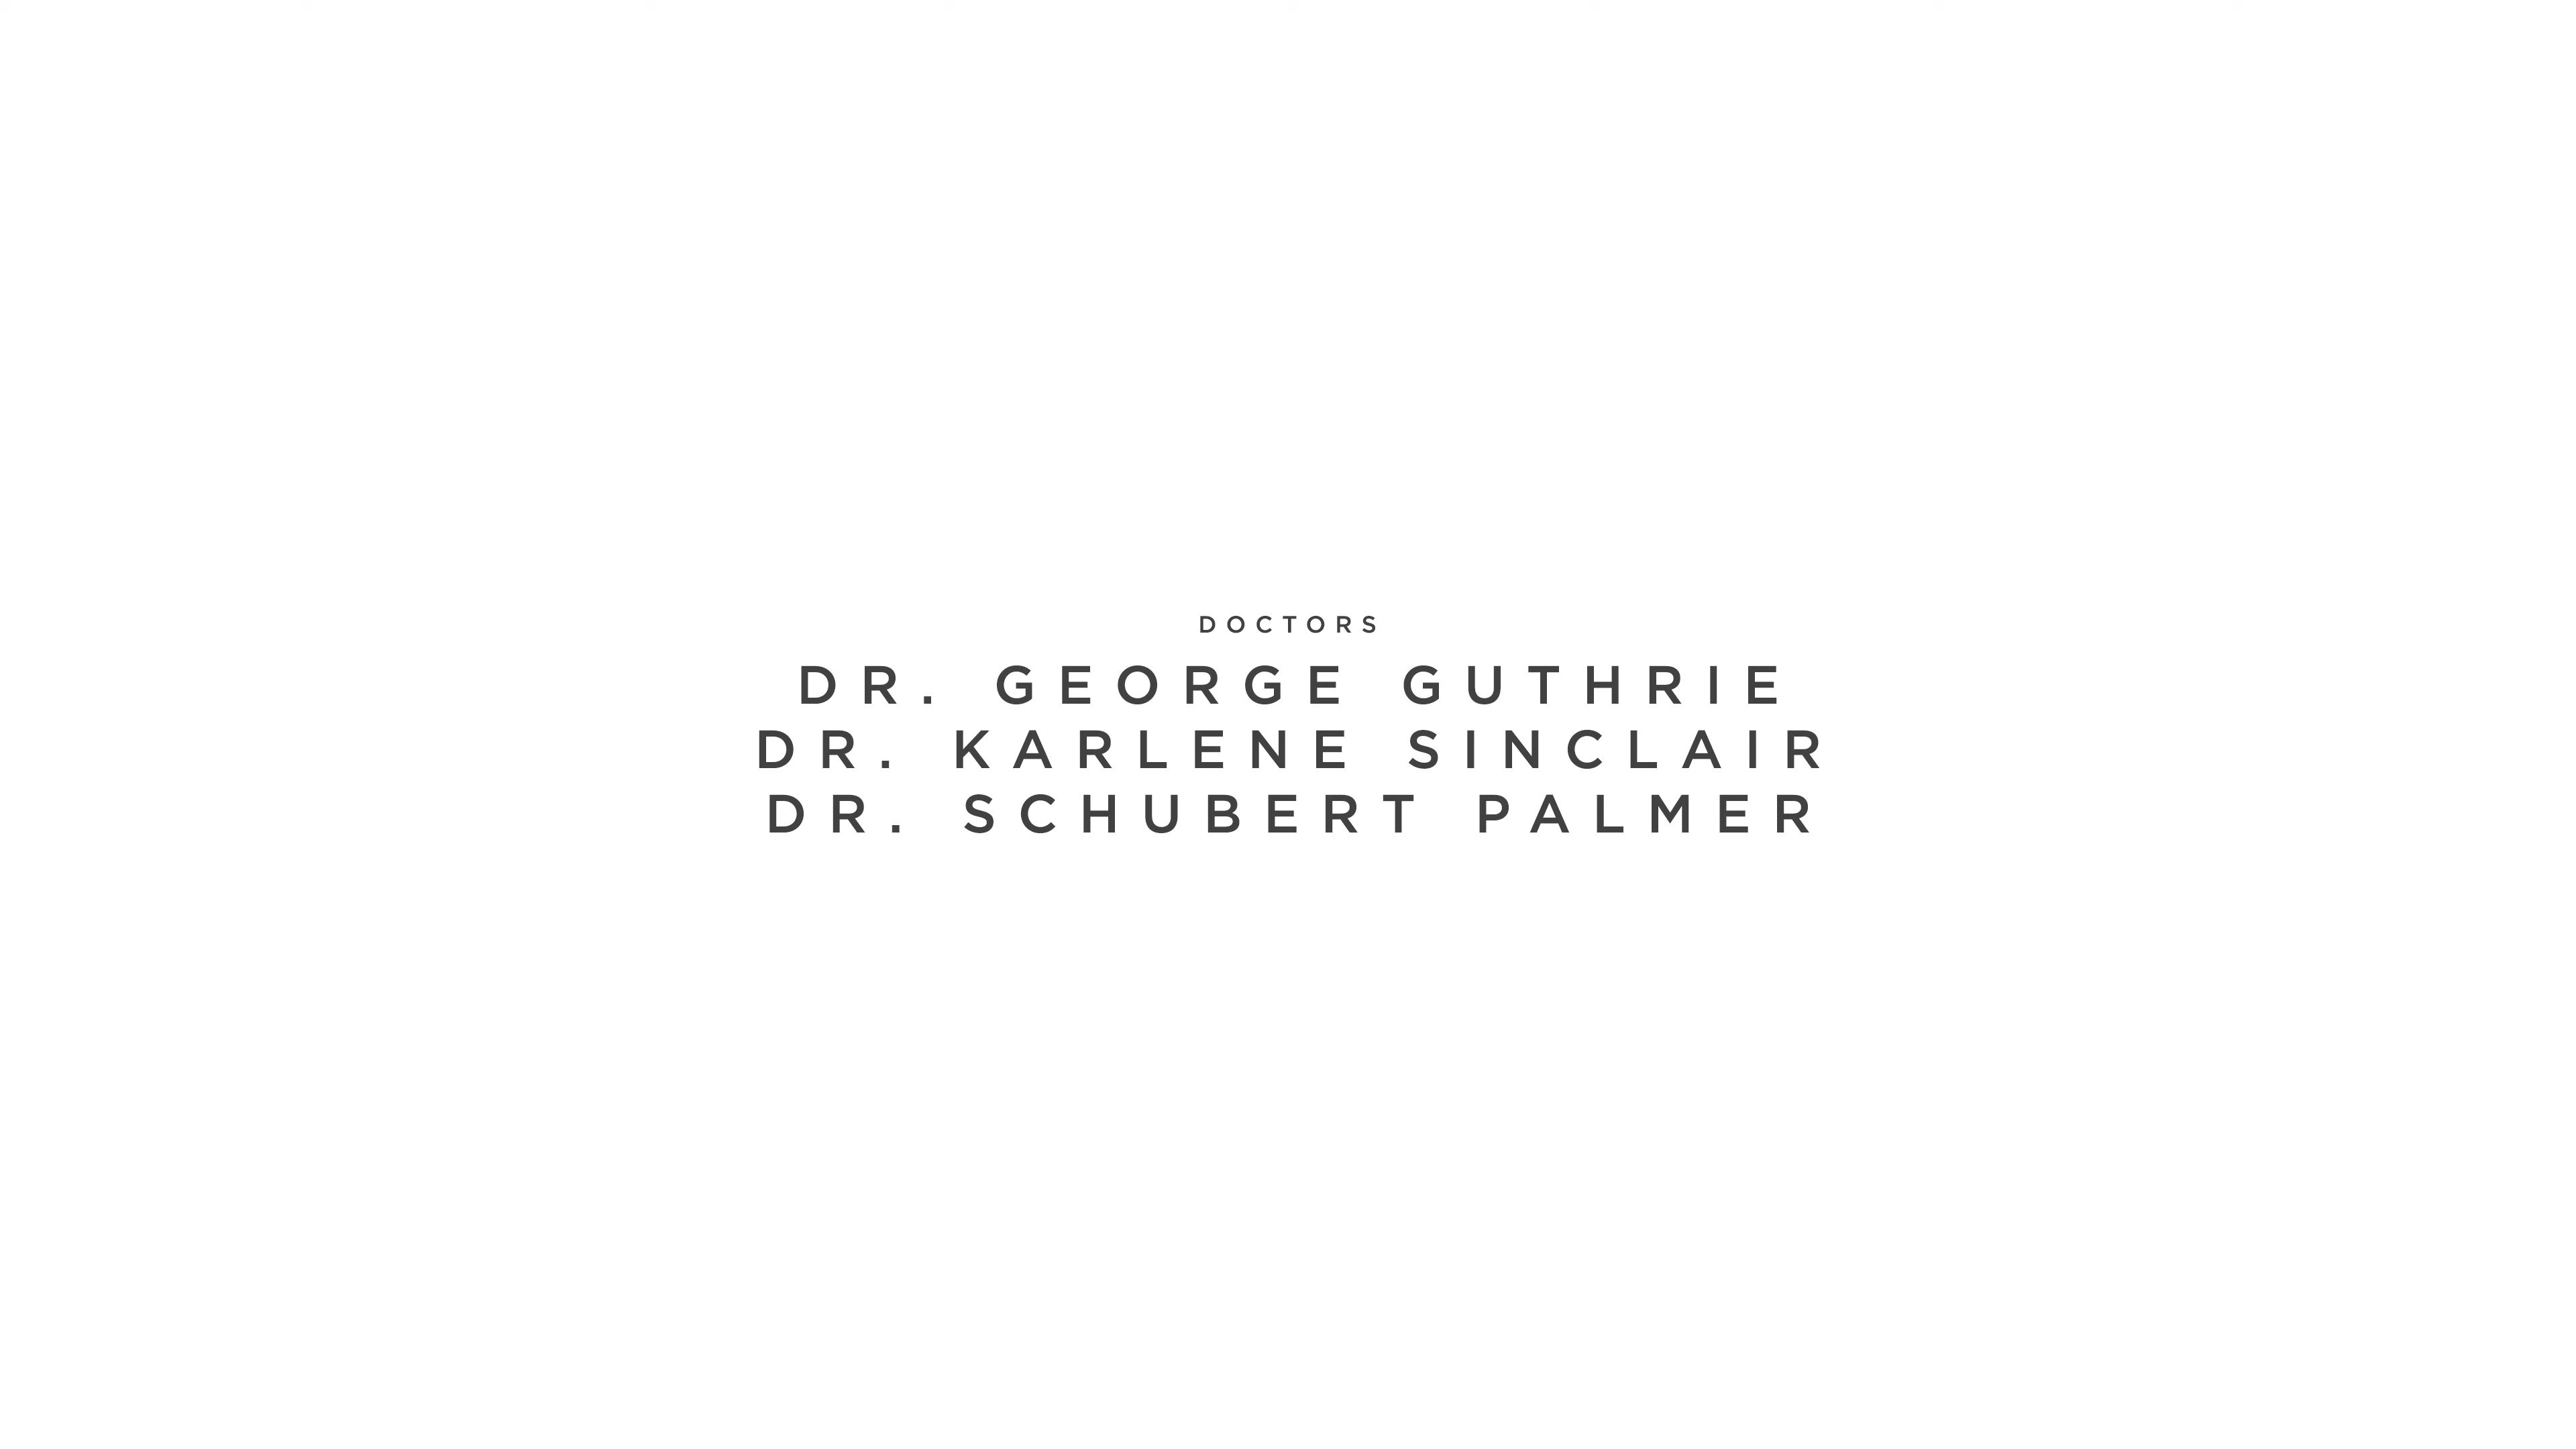 DOCTORS
DR. GEORGE GUTHRIE
DR. KARLENE SINCLAIR
DR. SCHUBERT PALMER